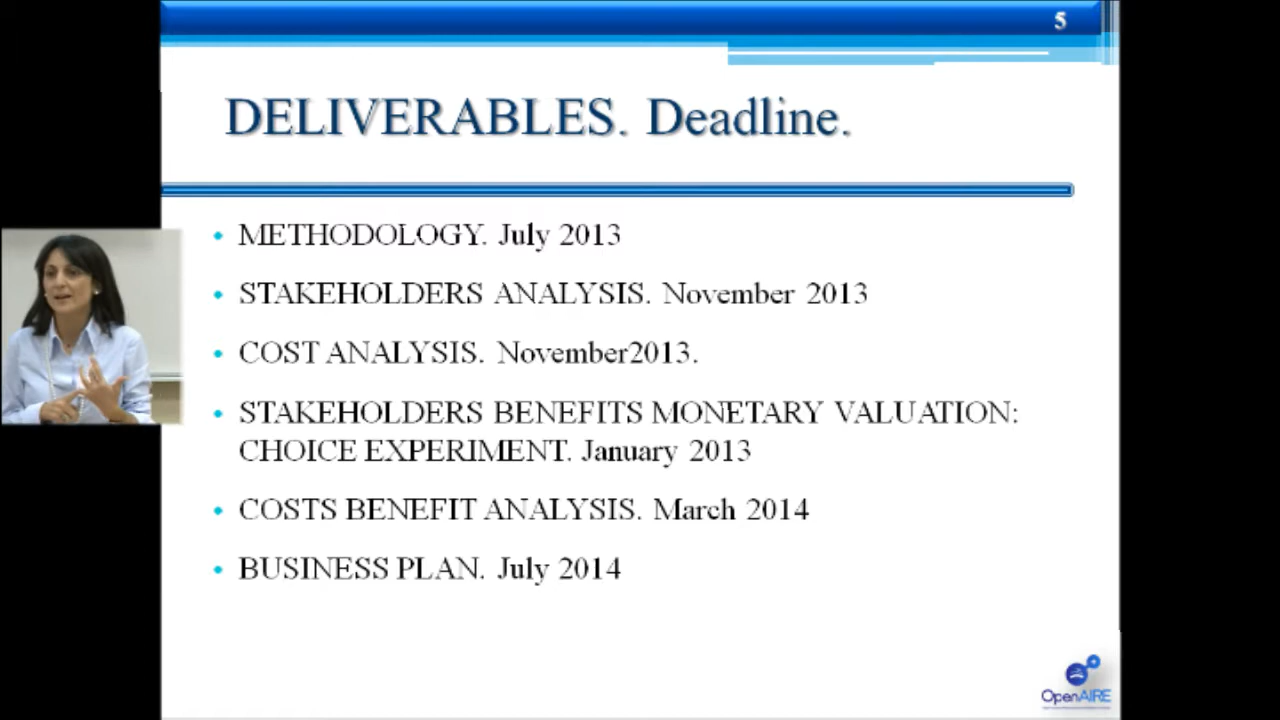 5
DELIVERABLES. Deadline.
• METHODOLOGY. July 2013
• STAKEHOLDERS ANALYSIS. November 2013
• COST ANALYSIS. November2013.
• STAKEHOLDERS BENEFITS MONETARY VALUATION:
CHOICE EXPERIMENT. January 2013
• COSTS BENEFIT ANALYSIS. March 2014
• BUSINESS PLAN. July 2014
OpenAIRE